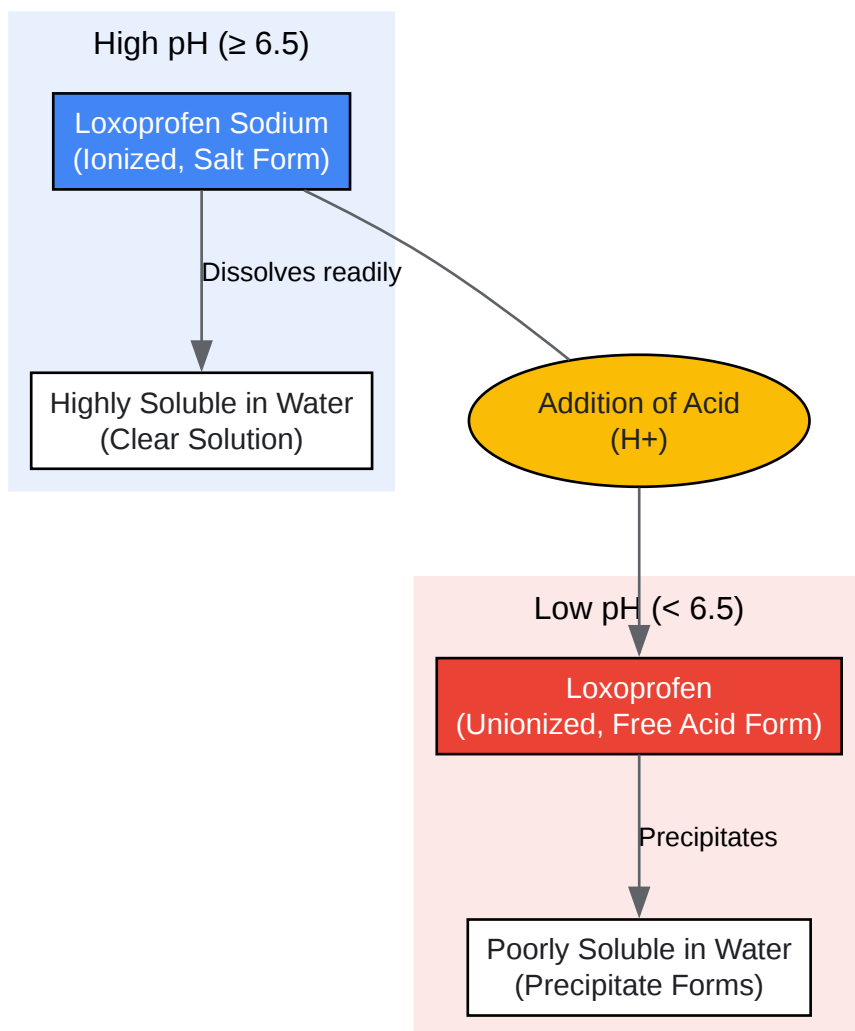 High pH (≥ 6.5)
Loxoprofen Sodium
(Ionized, Salt Form)
Dissolves readily
Highly Soluble in Water
(Clear Solution)
Addition of Acid
(H+)
Low pH (< 6.5)
Loxoprofen
(Unionized, Free Acid Form)
Precipitates
Poorly Soluble in Water
(Precipitate Forms)